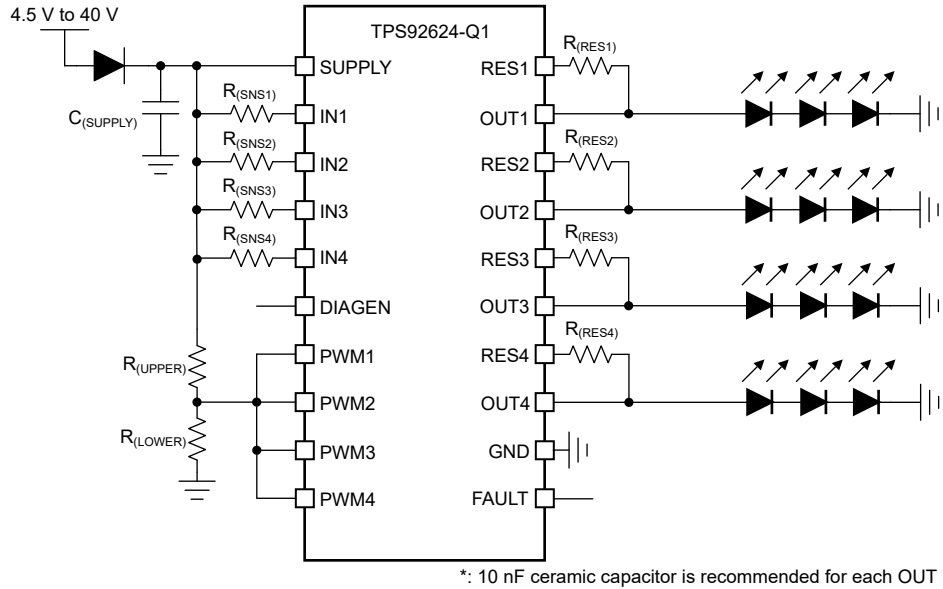 4.5 V to 40 V
TPS92624-Q1
C(SUPPLY)
R(SNS1)
R(SNS2)
R(SNS3)
R(SNS4)
R(UPPER)
R(LOWER)
SUPPLY
IN1
IN2
IN3
IN4
DIAGEN
PWM1
PWM2
PWM3
PWM4
RES1
OUT1
RES2
OUT2
RES3
OUT3
RES4
OUT4
GND
FAULT
R(RES1)
R(RES2)
R(RES3)
R(RES4)
*: 10 nF ceramic capacitor is recommended for each OUT